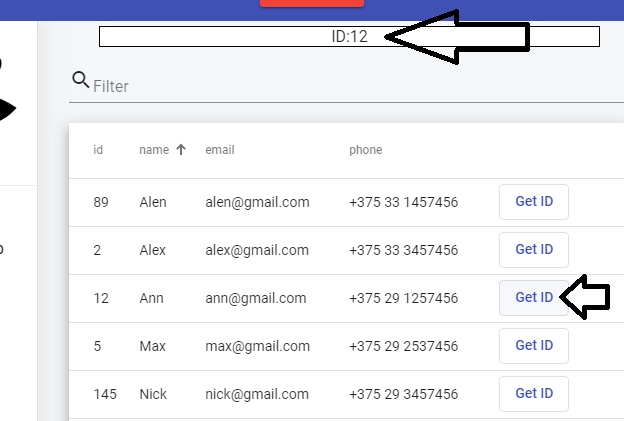 ID:12
Filter
id name email phone
89 Alen alen@gmail.com +375 33 1457456 Get ID
2 Alex alex@gmail.com +375 33 3457456 Get ID
12 Ann ann@gmail.com +375 29 1257456 Get ID
5 Max max@gmail.com +375 29 2537456 Get ID
145 Nick nick@gmail.com +375 29 3457456 Get ID